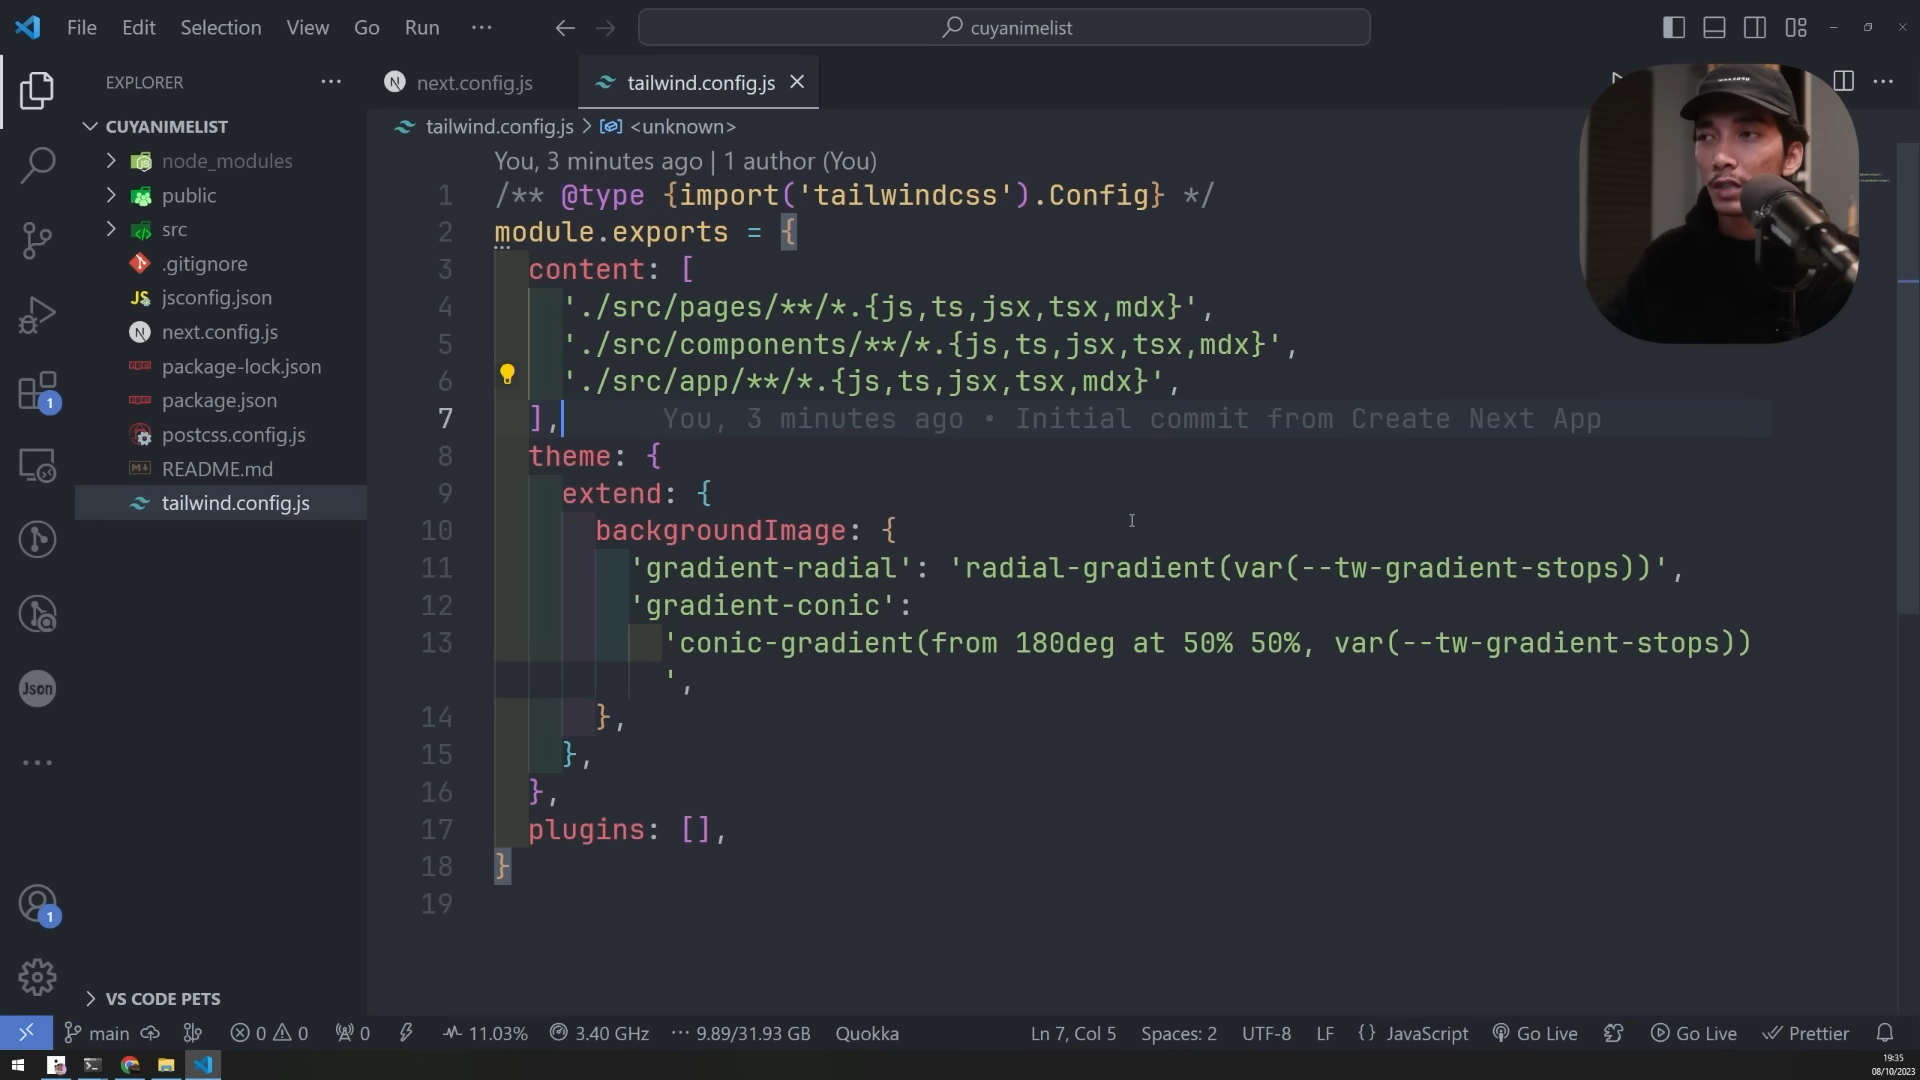 File Edit Selection View Go Run ···
cuyanimelist
EXPLORER ···
next.config.js
tailwind.config.js
CUYANIMELIST
tailwind.config.js > <unknown>
node_modules
public
src
.gitignore
jsconfig.json
next.config.js
package-lock.json
package.json
postcss.config.js
README.md
tailwind.config.js
You, 3 minutes ago | 1 author (You)
1 /** @type {import('tailwindcss').Config} */
2 module.exports = {
3 content: [
4 './src/pages/**/*.{js,ts,jsx,tsx,mdx}',
5 './src/components/**/*.{js,ts,jsx,tsx,mdx}',
6 './src/app/**/*.{js,ts,jsx,tsx,mdx}',
7 ], You, 3 minutes ago • Initial commit from Create Next App
8 theme: {
9 extend: {
10 backgroundImage: {
11 'gradient-radial': 'radial-gradient(var(--tw-gradient-stops))',
12 'gradient-conic':
13 'conic-gradient(from 180deg at 50% 50%, var(--tw-gradient-stops))
',
14 },
15 },
16 },
17 plugins: [],
18 }
19
1
Json
1
VS CODE PETS
main 0 0 0 11.03% 3.40 GHz ··· 9.89/31.93 GB Quokka Ln 7, Col 5 Spaces: 2 UTF-8 LF {} JavaScript Go Live Go Live Prettier
19:35
08/10/2023